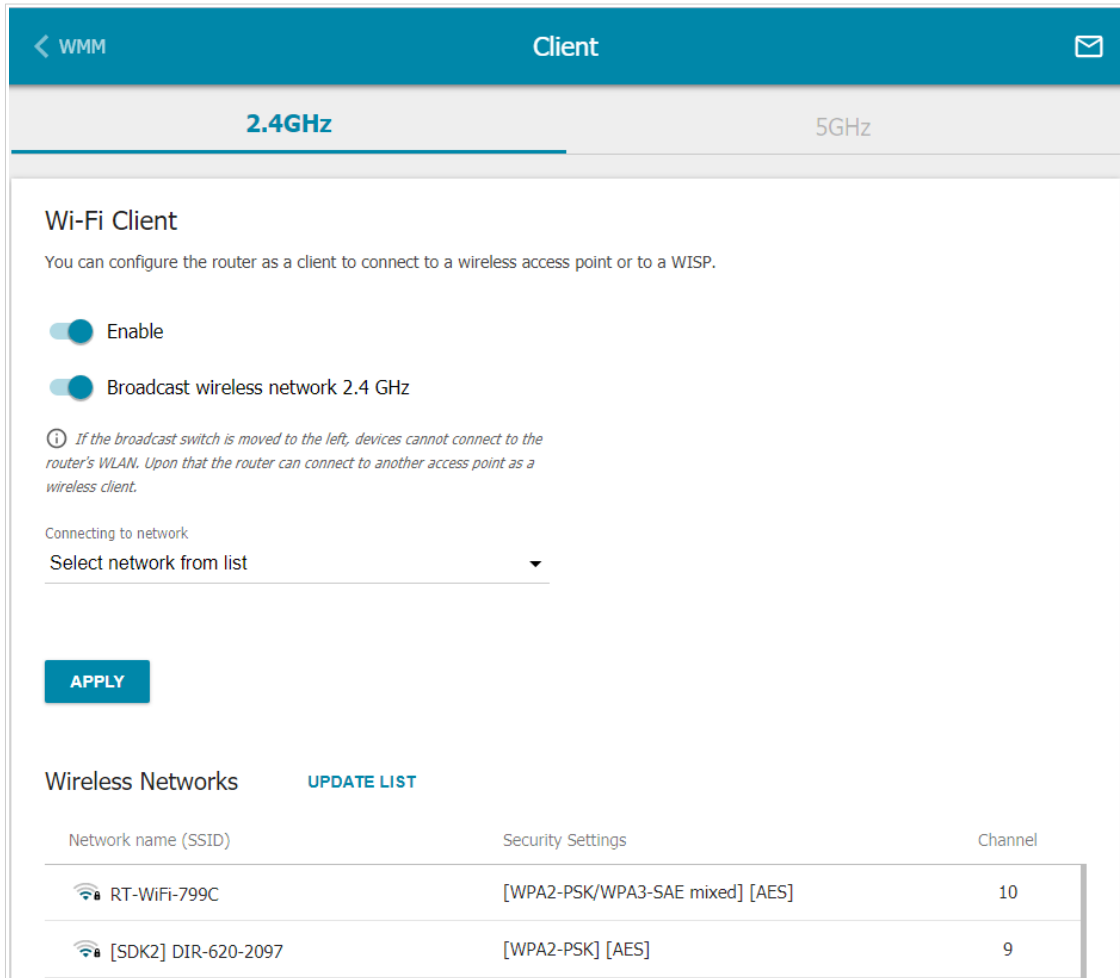 WMM
Client
2.4GHz
5GHz
Wi-Fi Client
You can configure the router as a client to connect to a wireless access point or to a WISP.
Enable
Broadcast wireless network 2.4 GHz
If the broadcast switch is moved to the left, devices cannot connect to the
router's WLAN. Upon that the router can connect to another access point as a
wireless client.
Connecting to network
Select network from list
APPLY
Wireless Networks UPDATE LIST
Network name (SSID) Security Settings Channel
RT-WiFi-799C [WPA2-PSK/WPA3-SAE mixed] [AES] 10
[SDK2] DIR-620-2097 [WPA2-PSK] [AES] 9